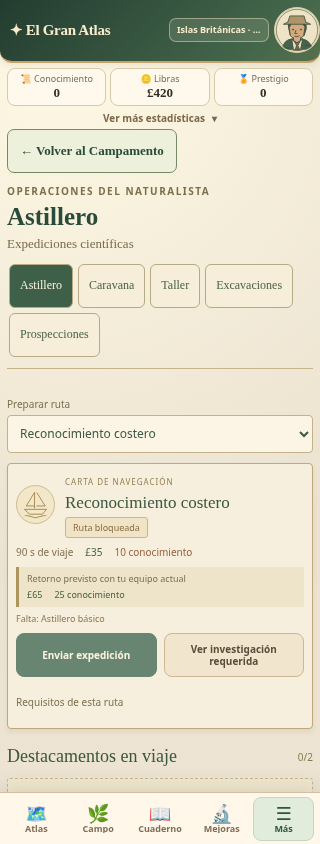 ✦ El Gran Atlas
Islas Británicas · ...
📜 Conocimiento
0
🪙 Libras
£420
🏅 Prestigio
0
Ver más estadísticas ▾
← Volver al Campamento
OPERACIONES DEL NATURALISTA
Astillero
Expediciones científicas
Astillero
Caravana
Taller
Excavaciones
Prospecciones
Preparar ruta
Reconocimiento costero
CARTA DE NAVEGACIÓN
Reconocimiento costero
Ruta bloqueada
90 s de viaje £35 10 conocimiento
Retorno previsto con tu equipo actual
£65 25 conocimiento
Falta: Astillero básico
Enviar expedición
Ver investigación
requerida
Requisitos de esta ruta
Destacamentos en viaje 0/2
Atlas
Campo
Cuaderno
Mejoras
Más